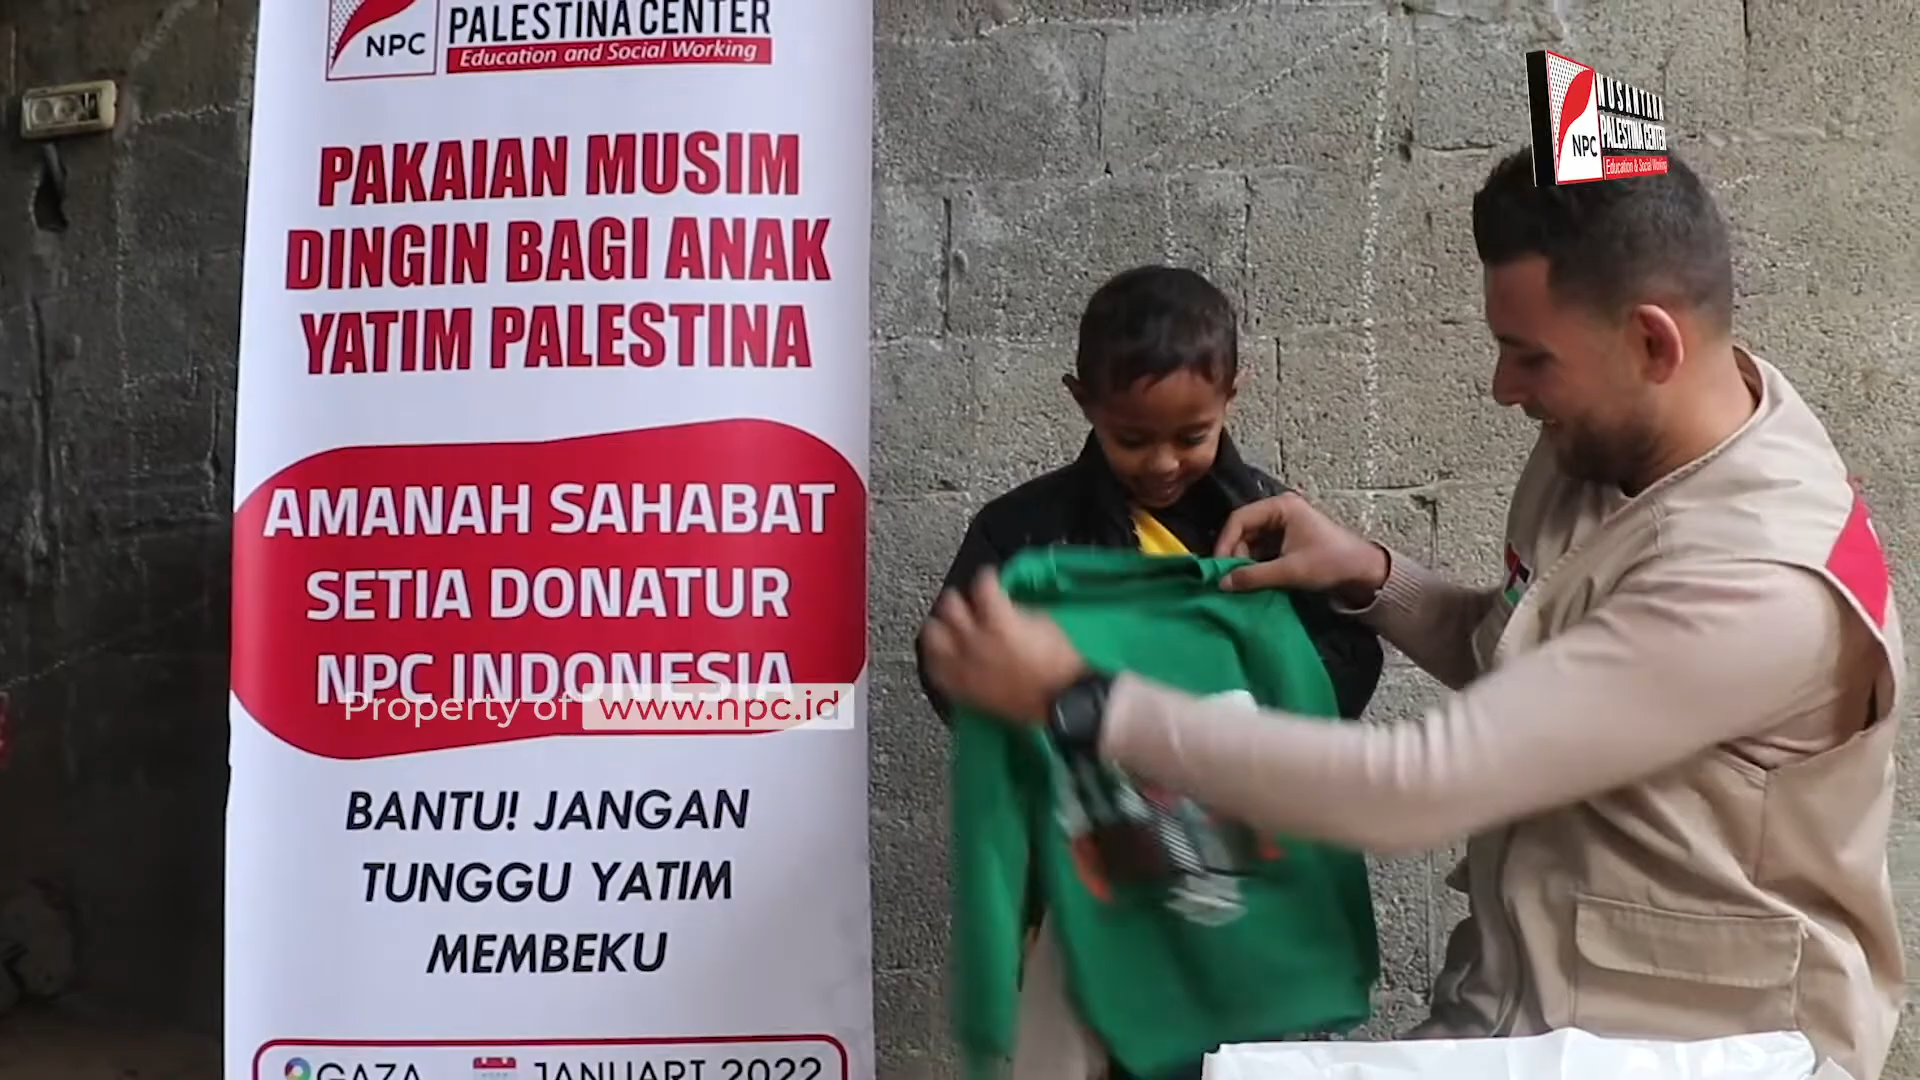 NPC
PALESTINA CENTER
Education and Social Working
PAKAIAN MUSIM
DINGIN BAGI ANAK
YATIM PALESTINA
AMANAH SAHABAT
SETIA DONATUR
NPC INDONESIA
Property of www.npc.id
BANTU! JANGAN
TUNGGU YATIM
MEMBEKU
GAZA JANUARI 2022
NPC
NUSANTARA
PALESTINA CENTER
Education & Social Working